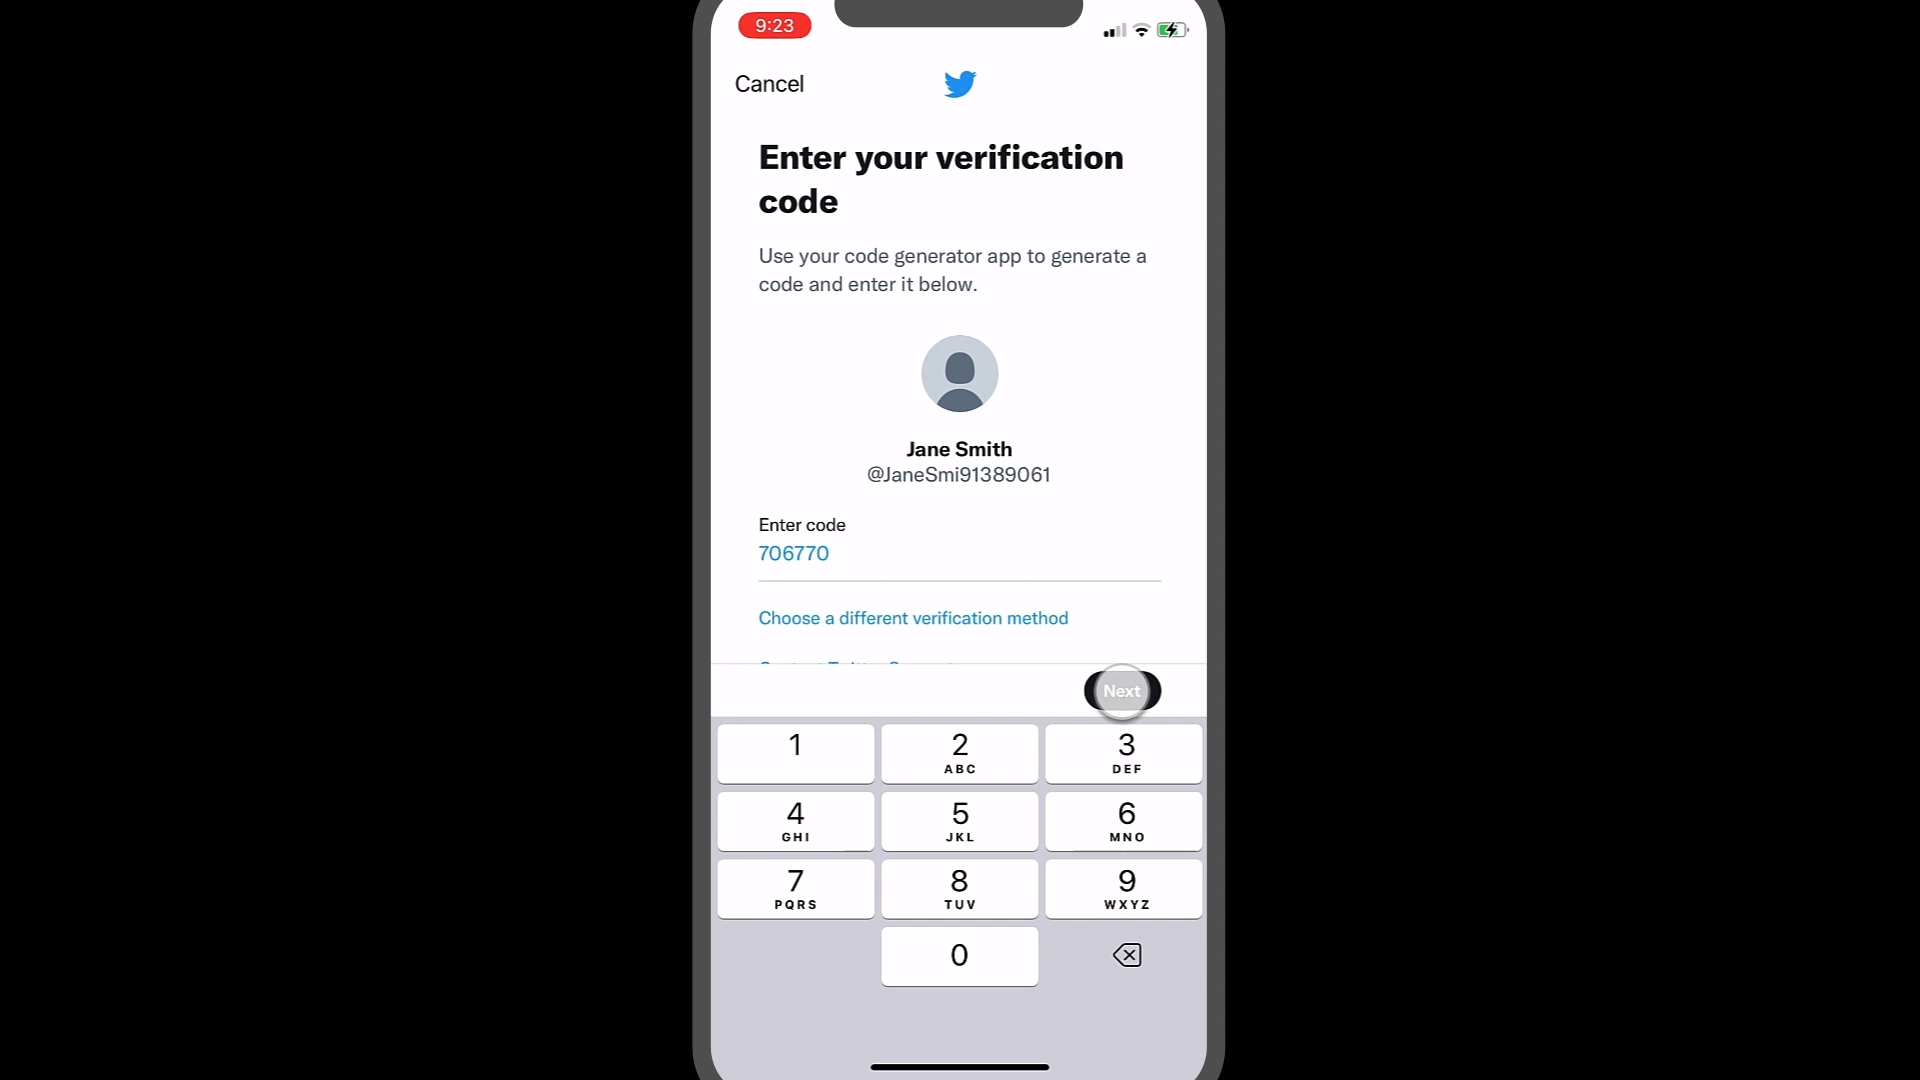 9:23
Cancel
Enter your verification
code
Use your code generator app to generate a
code and enter it below.
Jane Smith
@JaneSmi91389061
Enter code
706770
Choose a different verification method
Next
1
2
ABC
3
DEF
4
GHI
5
JKL
6
MNO
7
PQRS
8
TUV
9
WXYZ
0